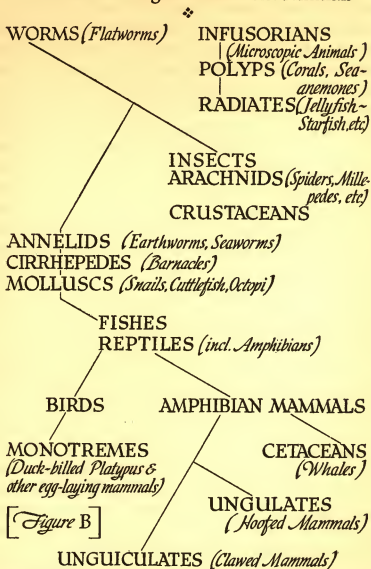 WORMS (Flatworms)
INFUSORIANS
(Microscopic Animals)
POLYPS (Corals, Sea-
anemones)
RADIATES (Jellyfish~
Starfish, etc)
INSECTS
ARACHNIDS (Spiders, Mille-
pedes, etc)
CRUSTACEANS
ANNELIDS (Earthworms, Seaworms)
CIRRHEPEDES (Barnacles)
MOLLUSCS (Snails, Cuttlefish, Octopi)
FISHES
REPTILES (incl. Amphibians)
BIRDS
AMPHIBIAN MAMMALS
MONOTREMES
(Duck-billed Platypus &
other egg-laying mammals)
CETACEANS
(Whales)
UNGULATES
(Hoofed Mammals)
[Figure B]
UNGUICULATES (Clawed Mammals)